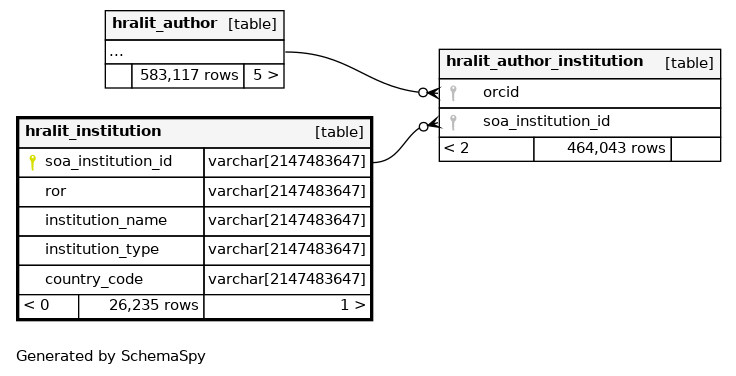 hralit_author [table]
...
583,117 rows 5 >
hralit_author_institution [table]
orcid
soa_institution_id
< 2 464,043 rows
hralit_institution [table]
soa_institution_id varchar[2147483647]
ror varchar[2147483647]
institution_name varchar[2147483647]
institution_type varchar[2147483647]
country_code varchar[2147483647]
< 0 26,235 rows 1 >
Generated by SchemaSpy